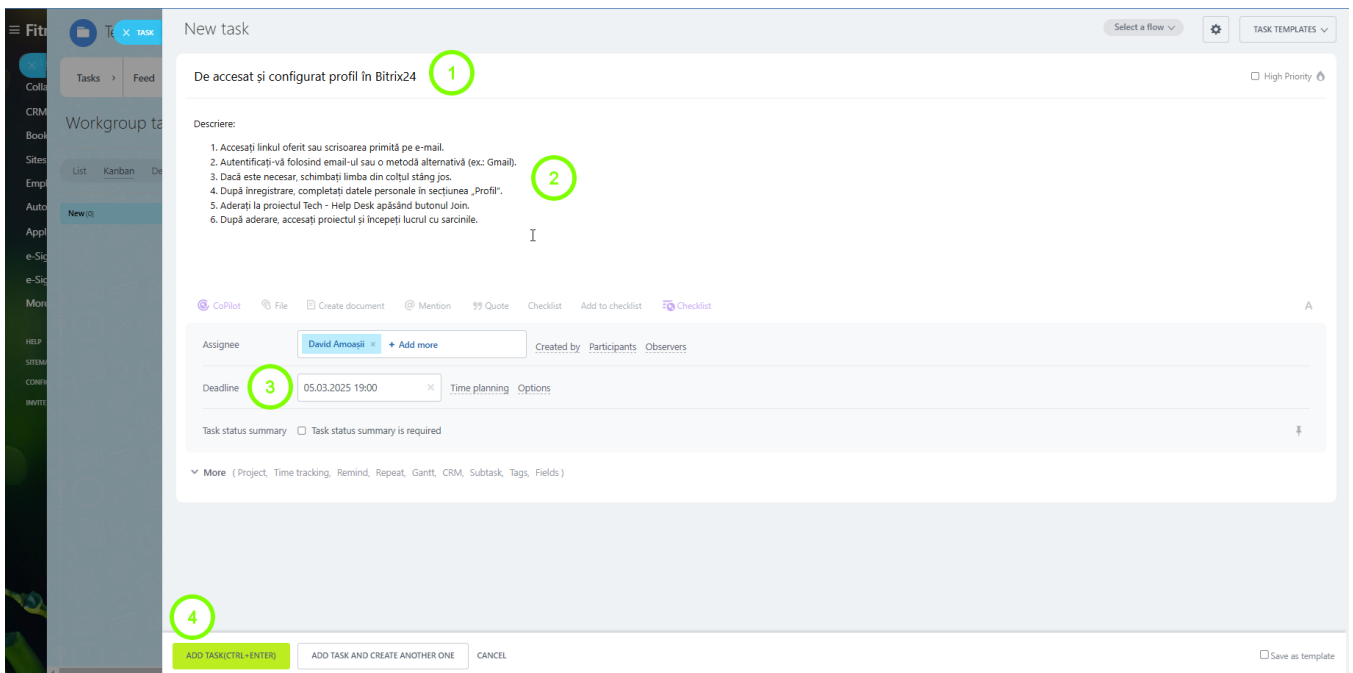 Fit
TASK
New task
Select a flow
TASK TEMPLATES
Tasks
Feed
De accesat și configurat profil în Bitrix24
1
High Priority
Colla
CRM
Book
Sites
Empl
Auto
Appl
e-Sig
e-Sig
More
HELP
SITEMA
CONFI
INVITE
Workgroup ta
List Kanban De
New (0)
Descriere:
1. Accesați linkul oferit sau scrisoarea primită pe e-mail.
2. Autentificați-vă folosind email-ul sau o metodă alternativă (ex.: Gmail).
3. Dacă este necesar, schimbați limba din colțul stâng jos.
4. După înregistrare, completați datele personale în secțiunea „Profil”.
5. Aderați la proiectul Tech - Help Desk apăsând butonul Join.
6. După aderare, accesați proiectul și începeți lucrul cu sarcinile.
2
CoPilot File Create document @ Mention Quote Checklist Add to checklist Checklist
A
Assignee David Amoașii × + Add more Created by Participants Observers
Deadline 3 05.03.2025 19:00 × Time planning Options
Task status summary Task status summary is required
More ( Project, Time tracking, Remind, Repeat, Gantt, CRM, Subtask, Tags, Fields )
4
ADD TASK(CTRL+ENTER) ADD TASK AND CREATE ANOTHER ONE CANCEL
Save as template